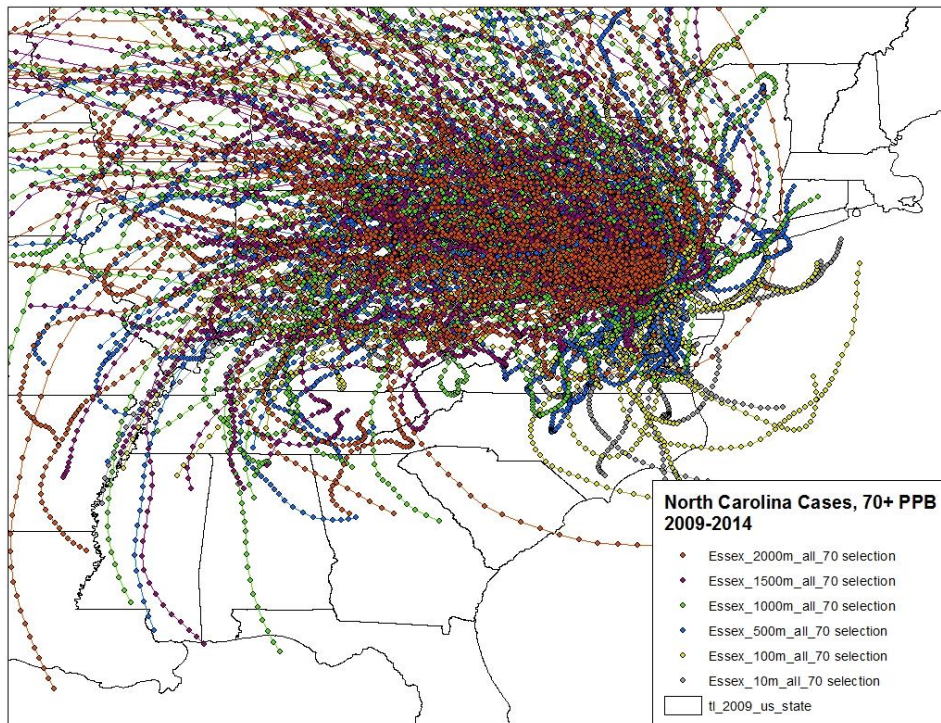 North Carolina Cases, 70+ PPB
2009-2014
Essex_2000m_all_70 selection
Essex_1500m_all_70 selection
Essex_1000m_all_70 selection
Essex_500m_all_70 selection
Essex_100m_all_70 selection
Essex_10m_all_70 selection
tl_2009_us_state